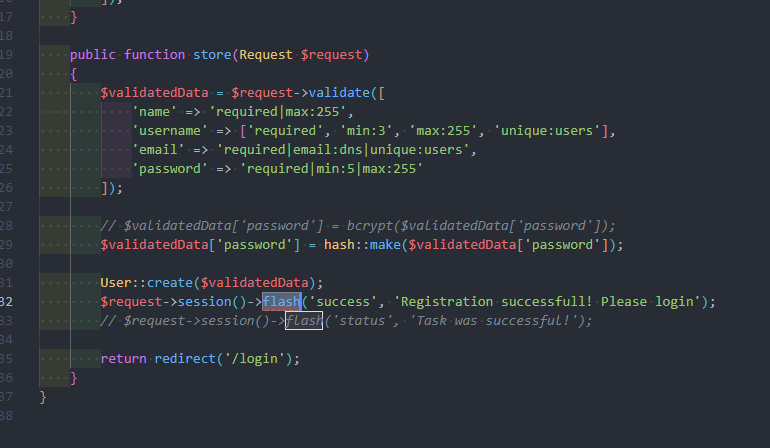 ]);
17 }
18
19 public function store(Request $request)
20 {
21 $validatedData = $request->validate([
22 'name' => 'required|max:255',
23 'username' => ['required', 'min:3', 'max:255', 'unique:users'],
24 'email' => 'required|email:dns|unique:users',
25 'password' => 'required|min:5|max:255'
26 ]);
27
28 // $validatedData['password'] = bcrypt($validatedData['password']);
29 $validatedData['password'] = hash::make($validatedData['password']);
30
31 User::create($validatedData);
32 $request->session()->flash('success', 'Registration successfull! Please login');
33 // $request->session()->flash('status', 'Task was successful!');
34
35 return redirect('/login');
36 }
37 }
38